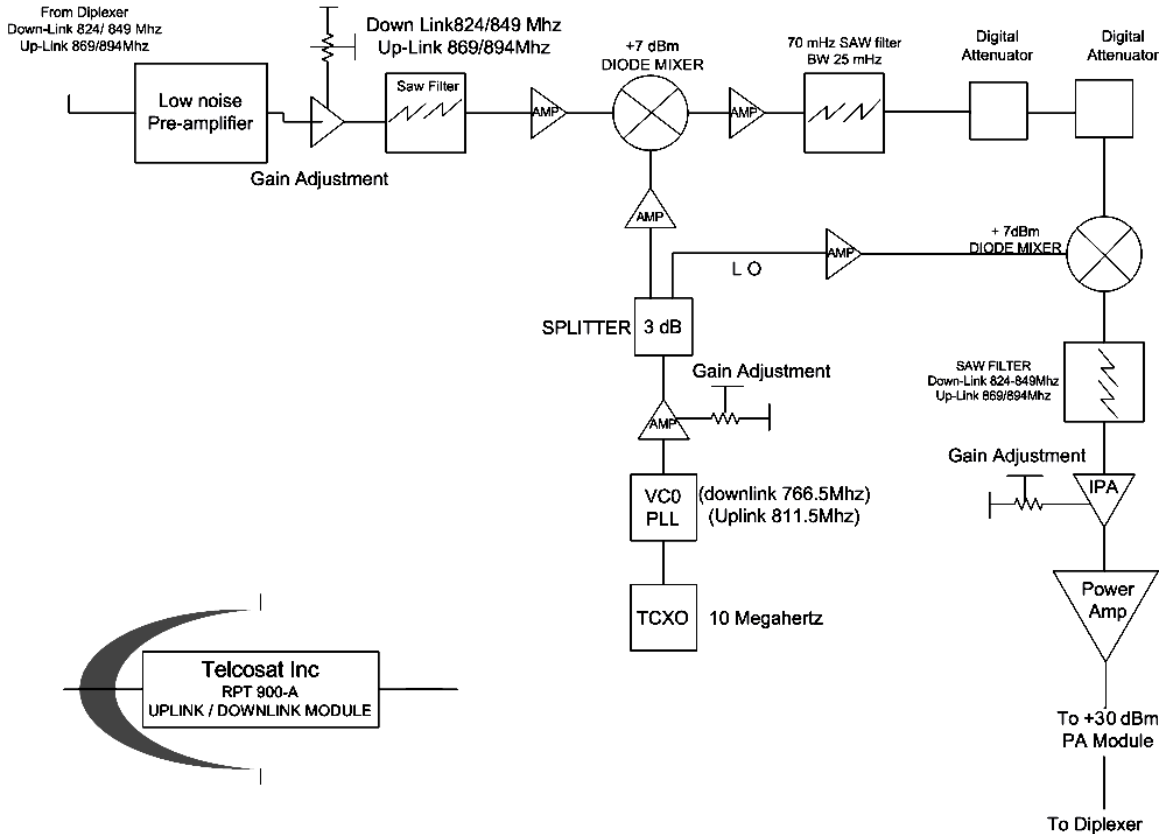 From Diplexer
Down-Link 824/ 849 Mhz
Up-Link 869/894Mhz
Down Link824/849 Mhz
Up-Link 869/894Mhz
+7 dBm
DIODE MIXER
70 mHz SAW filter
BW 25 mHz
Digital
Attenuator
Digital
Attenuator
Low noise
Pre-amplifier
Saw Filter
AMP
AMP
Gain Adjustment
AMP
+ 7dBm
DIODE MIXER
AMP
L O
SPLITTER
3 dB
SAW FILTER
Down-Link 824-849Mhz
Up-Link 869/894Mhz
Gain Adjustment
AMP
Gain Adjustment
IPA
VC0
PLL
(downlink 766.5Mhz)
(Uplink 811.5Mhz)
Power
Amp
TCXO
10 Megahertz
Telcosat Inc
RPT 900-A
UPLINK / DOWNLINK MODULE
To +30 dBm
PA Module
To Diplexer